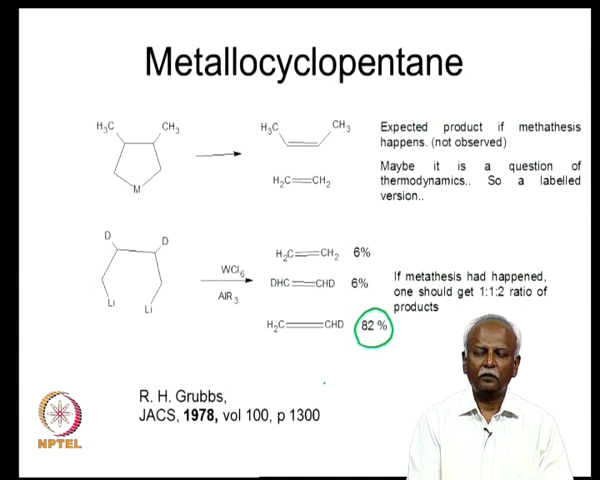 Metallocyclopentane
H3C
CH3
M
H3C
CH3
H2C=CH2
Expected product if methathesis
happens. (not observed)
Maybe it is a question of
thermodynamics.. So a labelled
version..
D
D
Li
Li
WCl6
AlR3
H2C=CH2 6%
DHC=CHD 6%
H2C=CHD 82 %
If metathesis had happened,
one should get 1:1:2 ratio of
products
R. H. Grubbs,
JACS, 1978, vol 100, p 1300
NPTEL